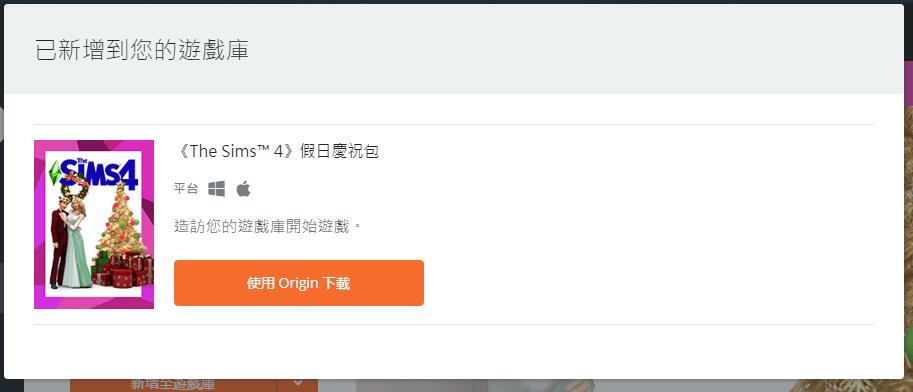 已新增到您的遊戲庫
The
SiMS4
《The Sims™ 4》假日慶祝包
平台
造訪您的遊戲庫開始遊戲。
使用 Origin 下載
新增至遊戲庫